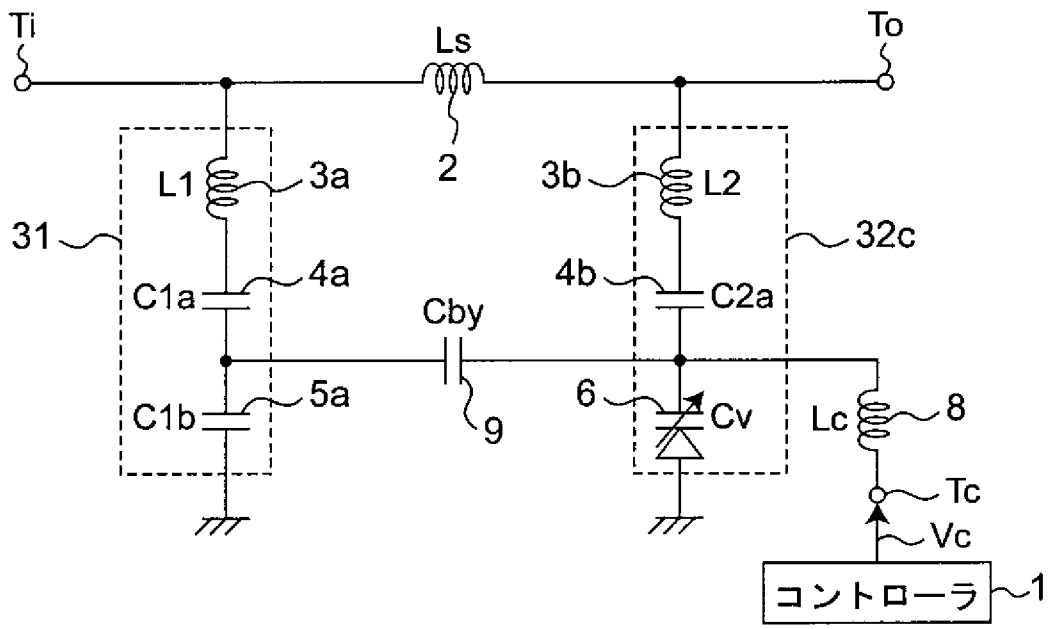 Ti
Ls
To
2
L1
3a
3b
L2
31
32c
C1a
4a
4b
C2a
Cby
C1b
5a
9
6
Cv
Lc
8
Tc
Vc
コントローラ
1